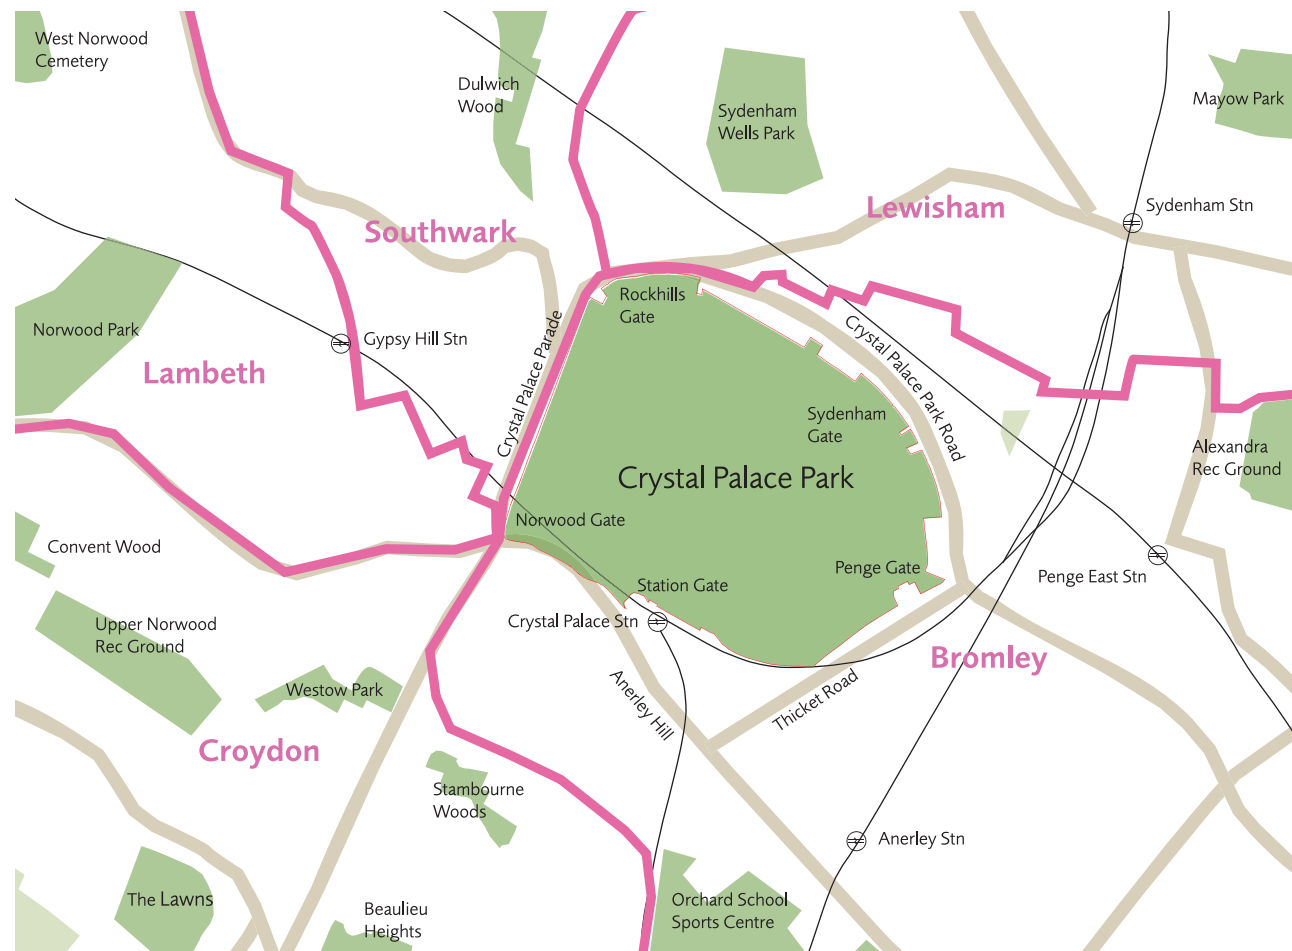 West Norwood
Cemetery
Dulwich
Wood
Sydenham
Wells Park
Mayow Park
Southwark
Lewisham
Sydenham Stn
Norwood Park
Gypsy Hill Stn
Rockhills
Gate
Lambeth
Crystal Palace Parade
Crystal Palace Park Road
Sydenham
Gate
Alexandra
Rec Ground
Crystal Palace Park
Norwood Gate
Convent Wood
Station Gate
Penge Gate
Penge East Stn
Crystal Palace Stn
Upper Norwood
Rec Ground
Westow Park
Bromley
Anerley Hill
Thicket Road
Croydon
Stambourne
Woods
Anerley Stn
The Lawns
Beaulieu
Heights
Orchard School
Sports Centre